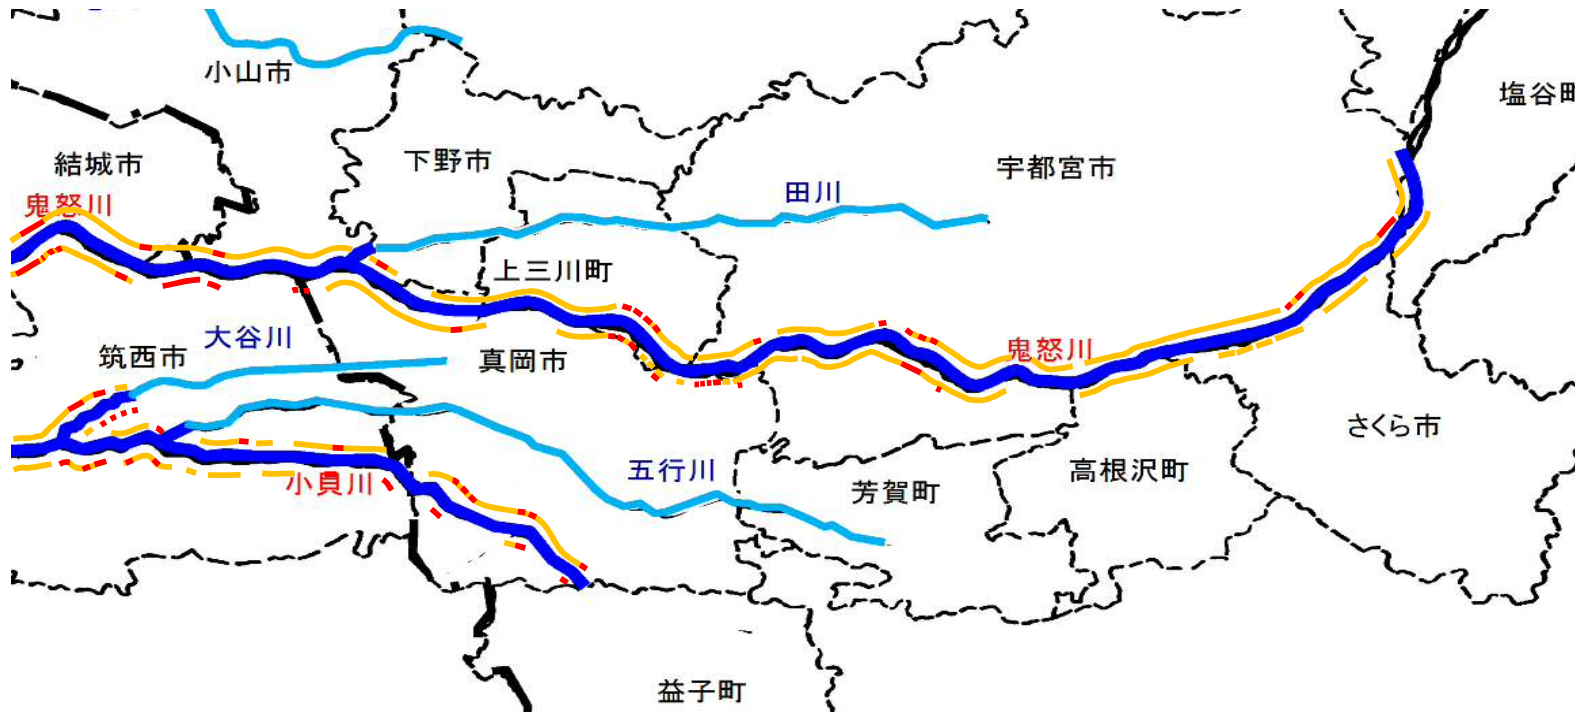 小山市
塩谷町
結城市
下野市
宇都宮市
鬼怒川
田川
上三川町
大谷川
筑西市
真岡市
鬼怒川
さくら市
小貝川
五行川
芳賀町
高根沢町
益子町